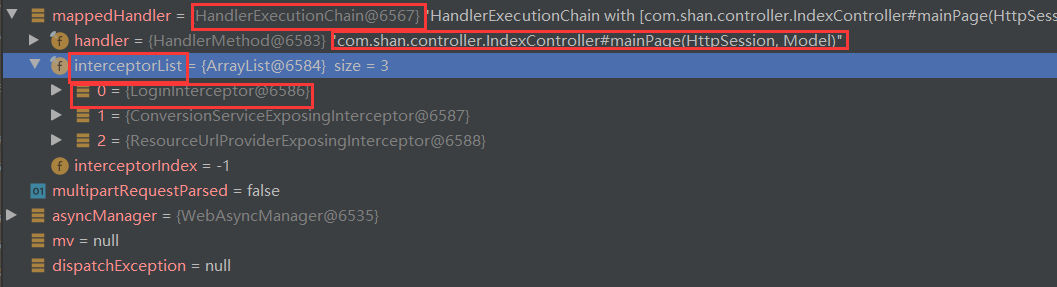 mappedHandler = {HandlerExecutionChain@6567} "HandlerExecutionChain with [com.shan.controller.IndexController#mainPage(HttpSession
handler = {HandlerMethod@6583} "com.shan.controller.IndexController#mainPage(HttpSession, Model)"
interceptorList = {ArrayList@6584} size = 3
0 = {LoginInterceptor@6586}
1 = {ConversionServiceExposingInterceptor@6587}
2 = {ResourceUrlProviderExposingInterceptor@6588}
interceptorIndex = -1
multipartRequestParsed = false
asyncManager = {WebAsyncManager@6535}
mv = null
dispatchException = null